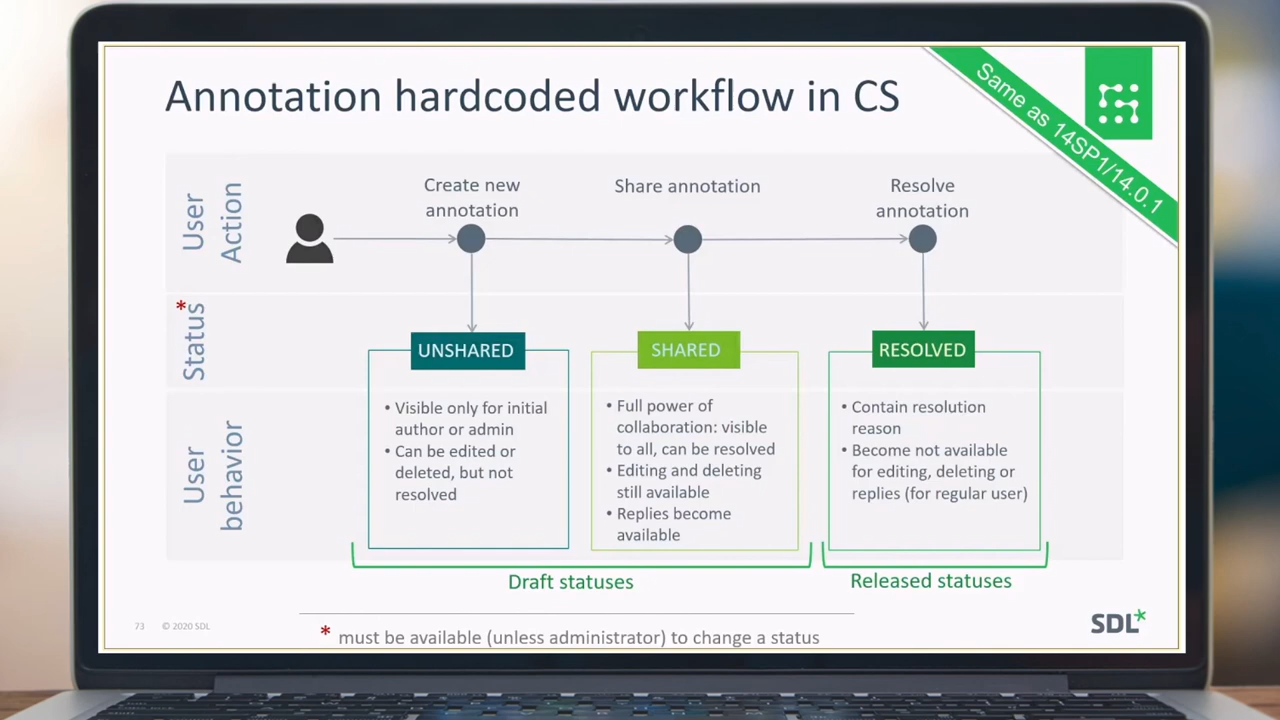 Annotation hardcoded workflow in CS
Same as 14SP1/14.0.1
User
Action
Create new
annotation
Share annotation
Resolve
annotation
*
Status
UNSHARED
SHARED
RESOLVED
User
behavior
• Visible only for initial
author or admin
• Can be edited or
deleted, but not
resolved
• Full power of
collaboration: visible
to all, can be resolved
• Editing and deleting
still available
• Replies become
available
• Contain resolution
reason
• Become not available
for editing, deleting or
replies (for regular user)
Draft statuses
Released statuses
* must be available (unless administrator) to change a status
73 © 2020 SDL
SDL*